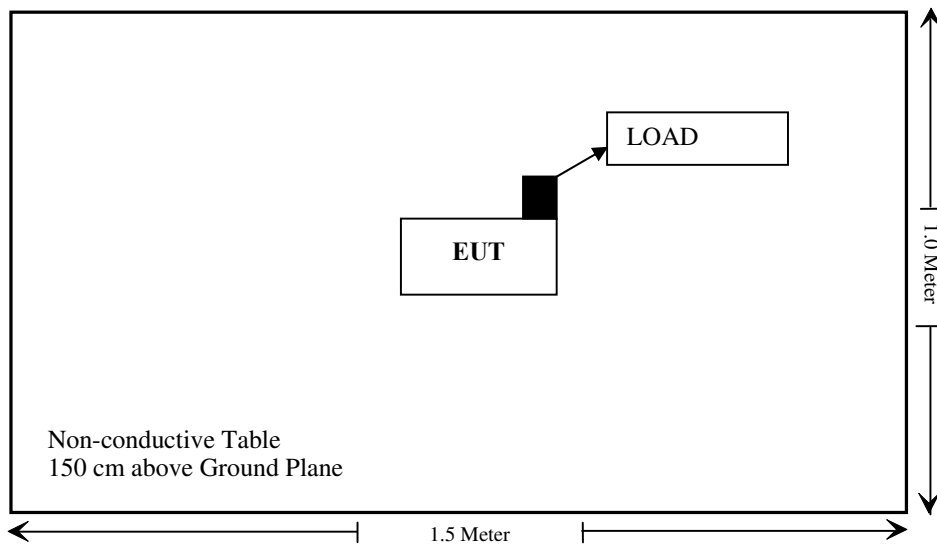 LOAD
EUT
1.0 Meter
Non-conductive Table
150 cm above Ground Plane
1.5 Meter